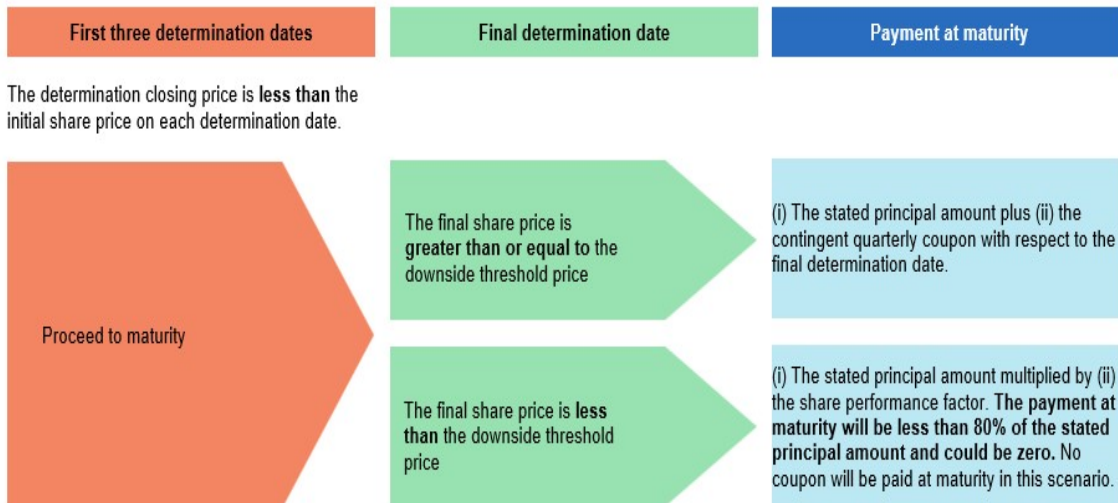 First three determination dates
Final determination date
Payment at maturity
The determination closing price is less than the
initial share price on each determination date.
Proceed to maturity
The final share price is
greater than or equal to the
downside threshold price
(i) The stated principal amount plus (ii) the
contingent quarterly coupon with respect to the
final determination date.
The final share price is less
than the downside threshold
price
(i) The stated principal amount multiplied by (ii)
the share performance factor. The payment at
maturity will be less than 80% of the stated
principal amount and could be zero. No
coupon will be paid at maturity in this scenario.